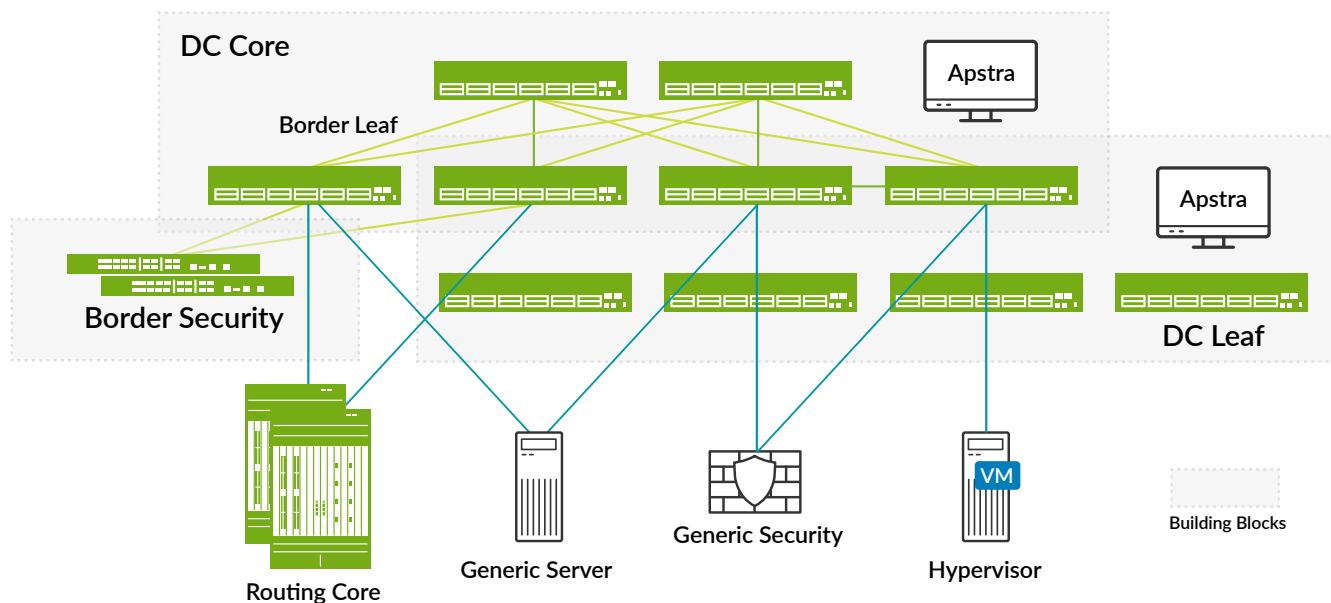 DC Core
Apstra
Border Leaf
Apstra
Border Security
DC Leaf
VM
Building Blocks
Generic Security
Generic Server
Hypervisor
Routing Core